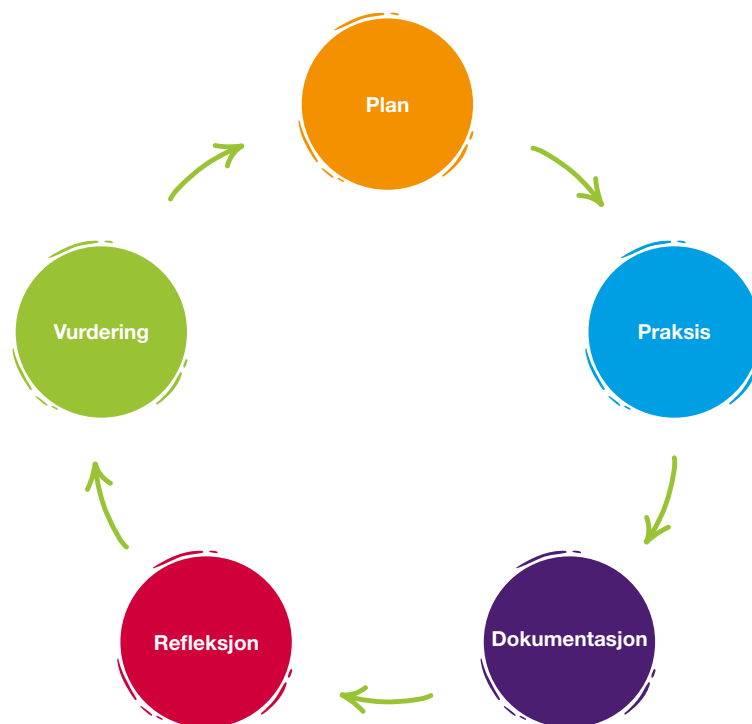 Plan
Praksis
Dokumentasjon
Refleksjon
Vurdering